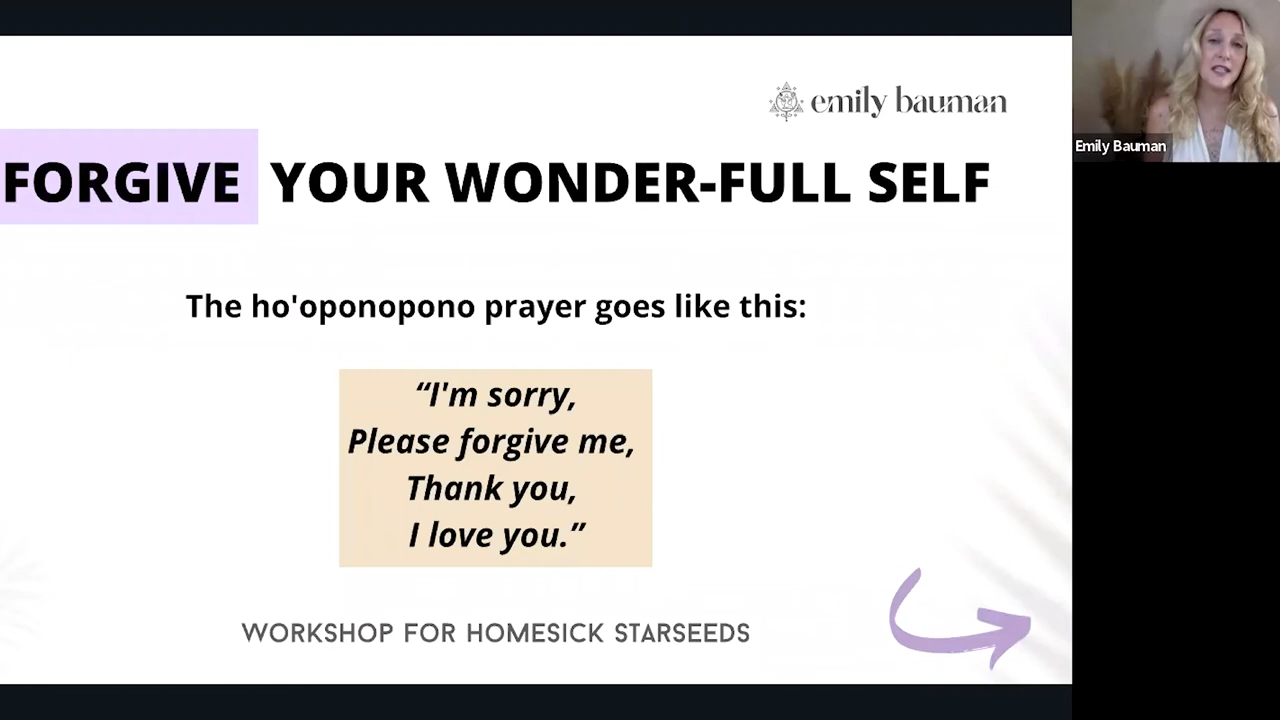 emily bauman
Emily Bauman
FORGIVE YOUR WONDER-FULL SELF
The ho'oponopono prayer goes like this:
“I'm sorry,
Please forgive me,
Thank you,
I love you.”
WORKSHOP FOR HOMESICK STARSEEDS